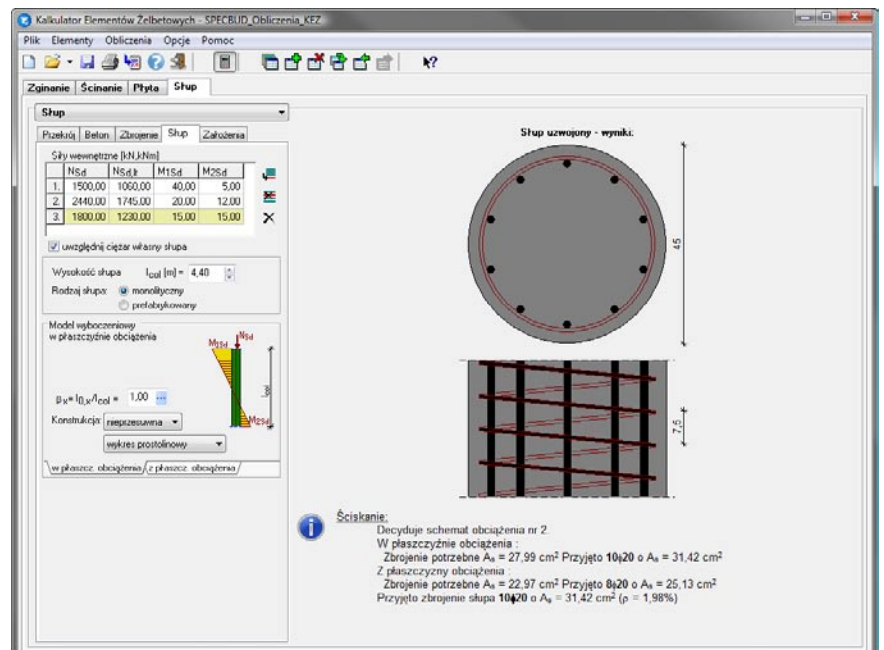 Kalkulator Elementów Żelbetowych - SPECBUD_Obliczenia_KEZ
Plik Elementy Obliczenia Opcje Pomoc
Zginanie Ścinanie Płyta Słup
Słup
Przekrój Beton Zbrojenie Słup Założenia
Siły wewnętrzne [kN,kNm]
NSd NSd,lt M1Sd M2Sd
1. 1500,00 1060,00 40,00 5,00
2. 2440,00 1745,00 20,00 12,00
3. 1800,00 1230,00 15,00 15,00
uwzględnij ciężar własny słupa
Wysokość słupa lcol [m] = 4,40
Rodzaj słupa: monolityczny
prefabrykowany
Model wyboczeniowy
w płaszczyźnie obciążenia
M1Sd NSd
lcol
βx= l0,x/lcol = 1,00 ...
Konstrukcja: nieprzesuwna
M2Sd
wykres prostolinowy
w płaszcz. obciążenia z płaszcz. obciążenia
Słup uzwojony - wyniki:
45
7,5
Ściskanie:
Decyduje schemat obciążenia nr 2.
W płaszczyźnie obciążenia :
Zbrojenie potrzebne As = 27,99 cm² Przyjęto 10ϕ20 o As = 31,42 cm²
Z płaszczyzny obciążenia :
Zbrojenie potrzebne As = 22,97 cm² Przyjęto 8ϕ20 o As = 25,13 cm²
Przyjęto zbrojenie słupa 10ϕ20 o As = 31,42 cm² (ρ = 1,98%)